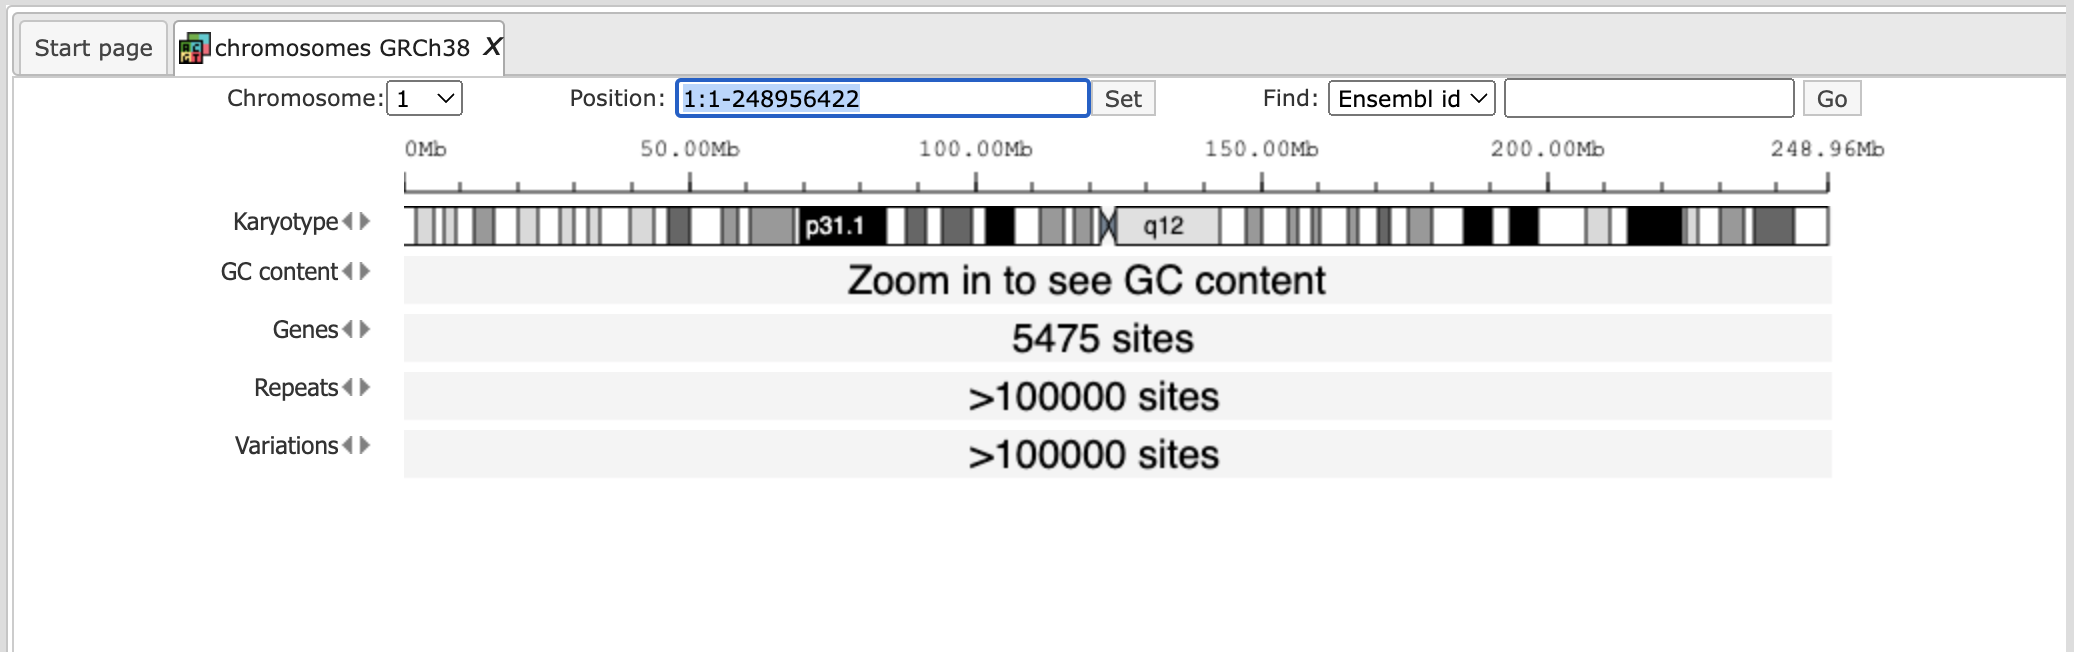 Start page chromosomes GRCh38 X
Chromosome: 1 Position: 1:1-248956422 Set Find: Ensembl id Go
0Mb 50.00Mb 100.00Mb 150.00Mb 200.00Mb 248.96Mb
Karyotype p31.1 q12
GC content Zoom in to see GC content
Genes 5475 sites
Repeats >100000 sites
Variations >100000 sites